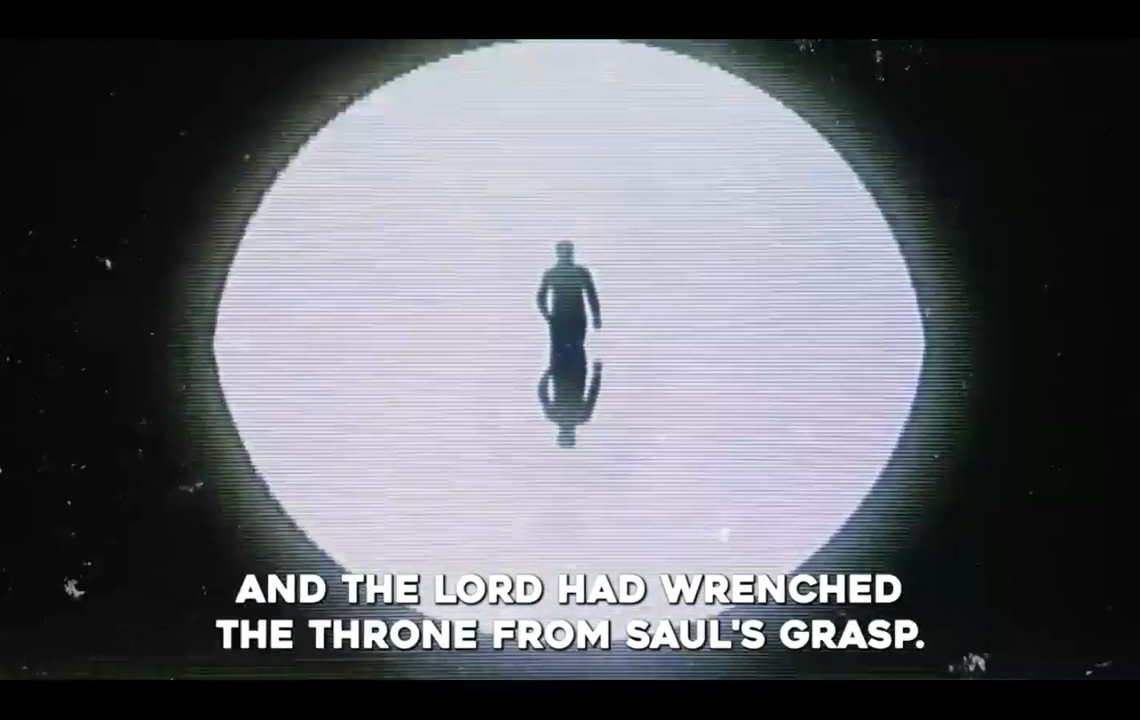 AND THE LORD HAD WRENCHED
THE THRONE FROM SAUL'S GRASP.